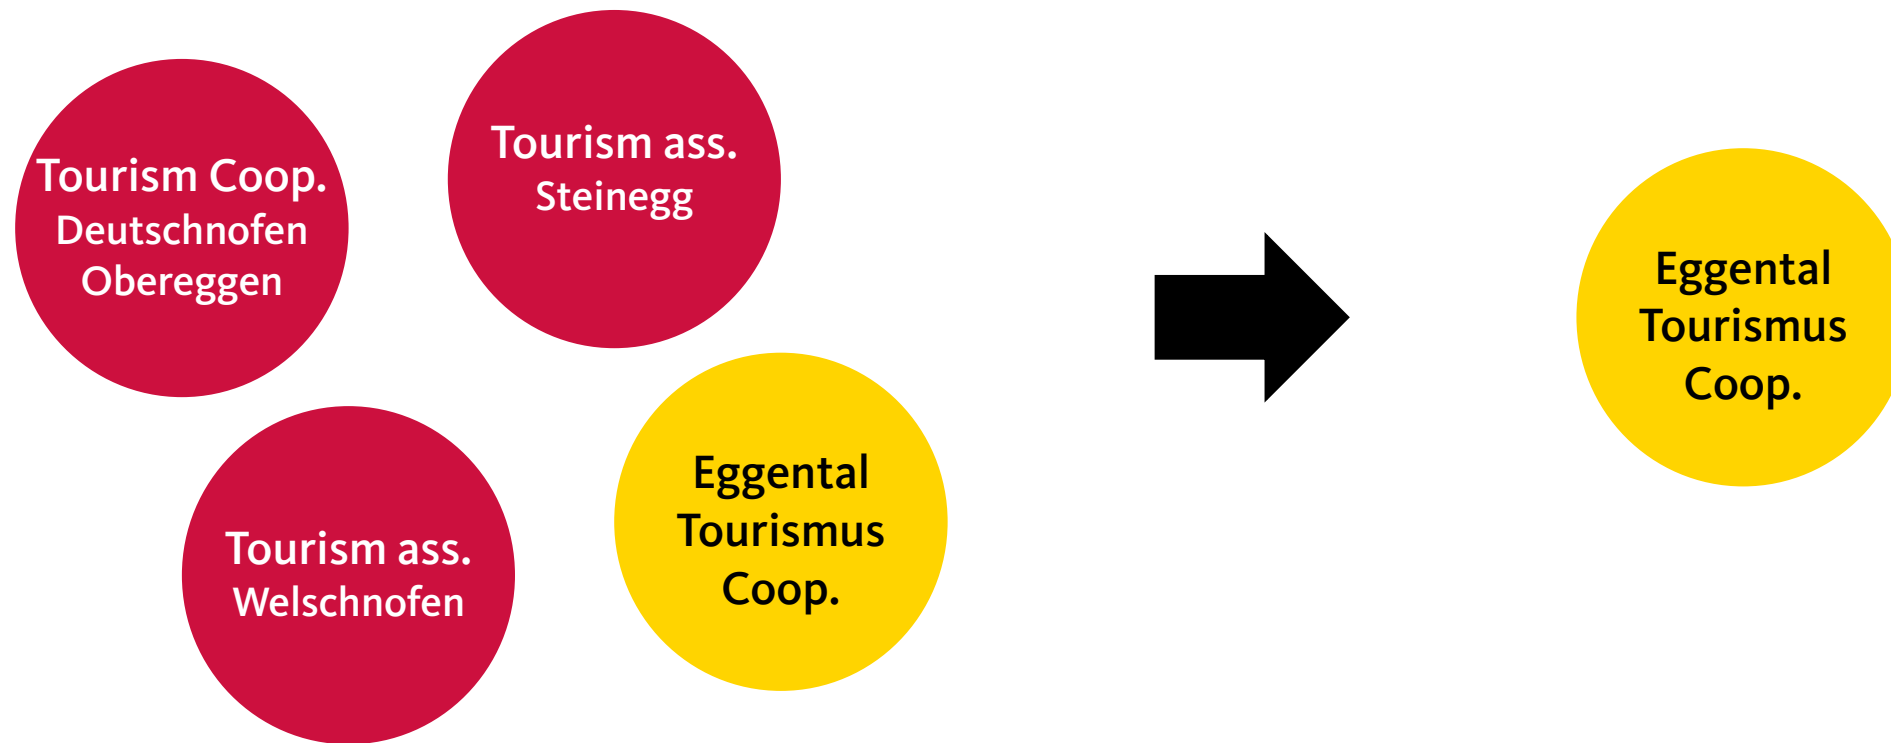 Tourism Coop.
Deutschnofen
Obereggen
Tourism ass.
Steinegg
Tourism ass.
Welschnofen
Eggental
Tourismus
Coop.
Eggental
Tourismus
Coop.